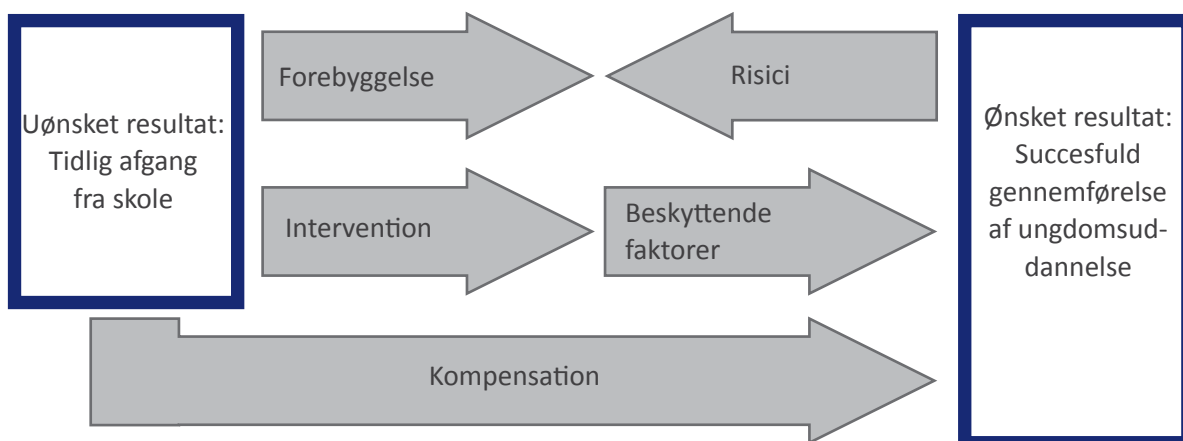 Uønsket resultat:
Tidlig afgang
fra skole
Forebyggelse
Risici
Intervention
Beskyttende
faktorer
Kompensation
Ønsket resultat:
Succesfuld
gennemførelse
af ungdomsud-
dannelse